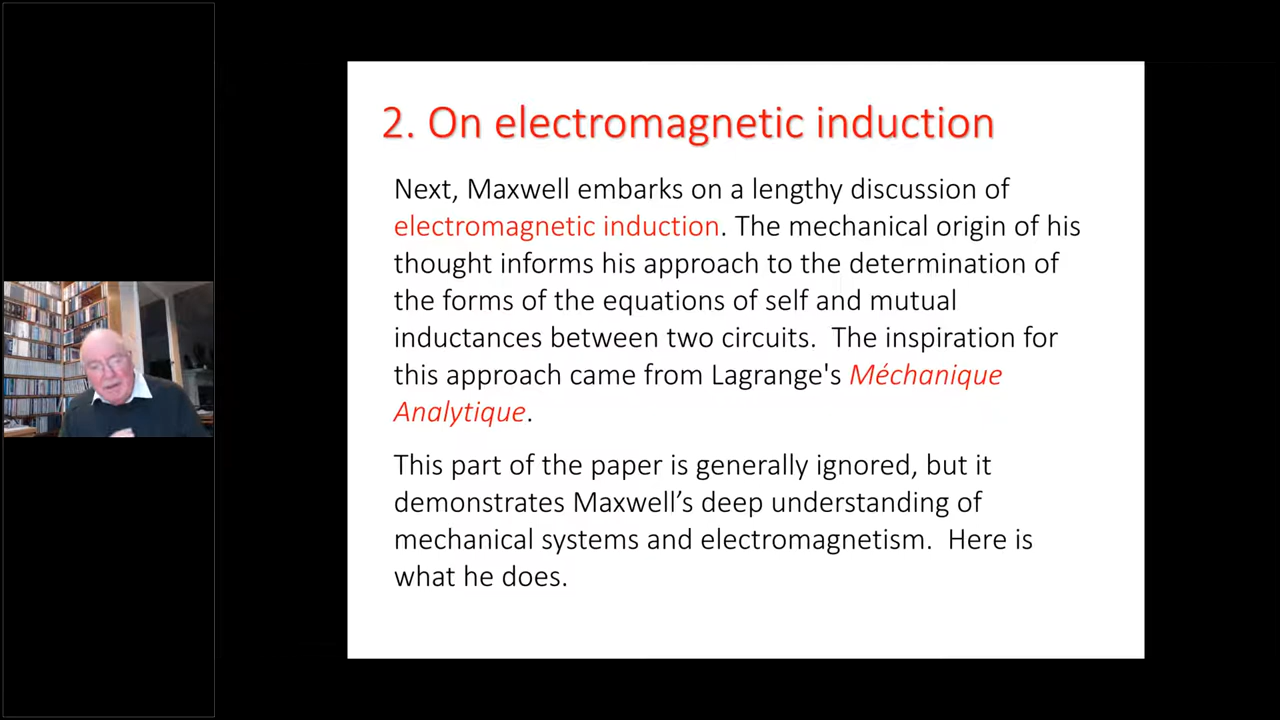 2. On electromagnetic induction
Next, Maxwell embarks on a lengthy discussion of
electromagnetic induction. The mechanical origin of his
thought informs his approach to the determination of
the forms of the equations of self and mutual
inductances between two circuits.  The inspiration for
this approach came from Lagrange's Méchanique
Analytique.
This part of the paper is generally ignored, but it
demonstrates Maxwell’s deep understanding of
mechanical systems and electromagnetism.  Here is
what he does.